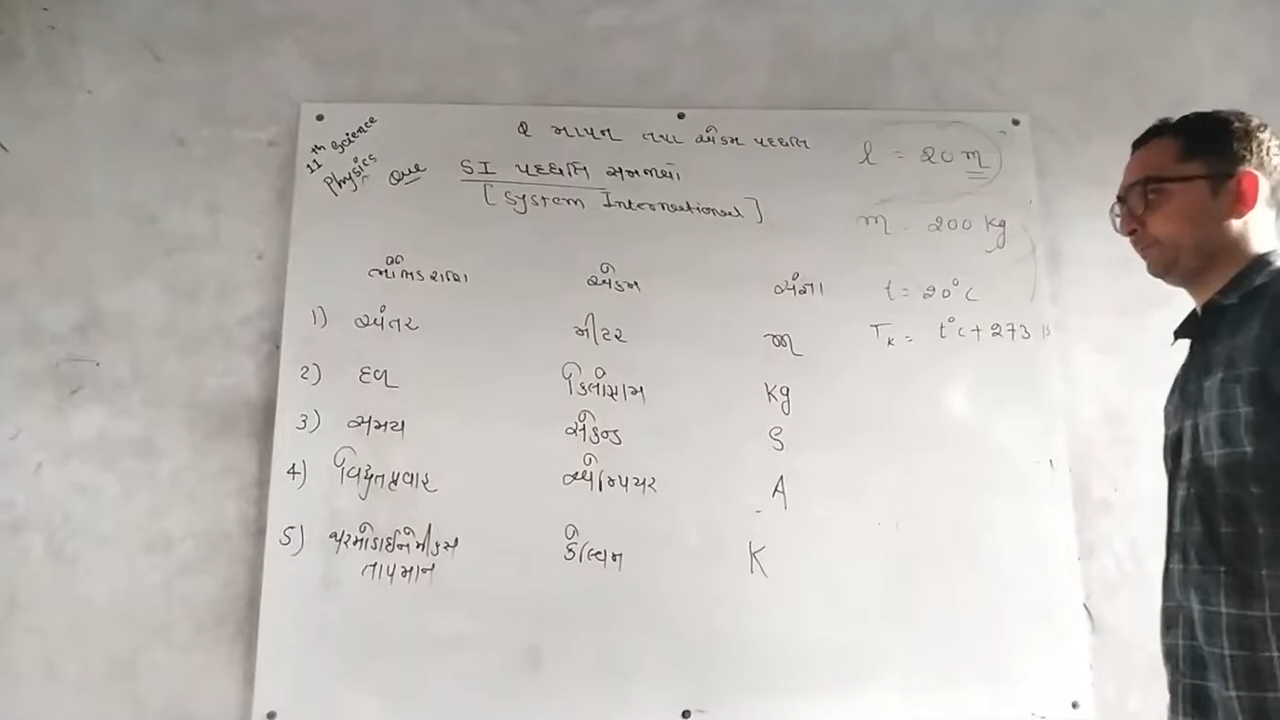 11th Science
Physics
૨ માપન તથા એકમ પદ્ધતિ
Que SI પદ્ધતિ સમજાવો
[System International]
l = 20 m
m = 200 kg
ભૌતિક રાશિ એકમ સંજ્ઞા
t = 20°C
1) અંતર મીટર m
TK = t°C + 273
2) દળ કિલોગ્રામ Kg
3) સમય સેકન્ડ S
4) વિદ્યુતપ્રવાહ એમ્પિયર A
5) થરમોડાઈનેમીકસ કેલ્વિન K
તાપમાન